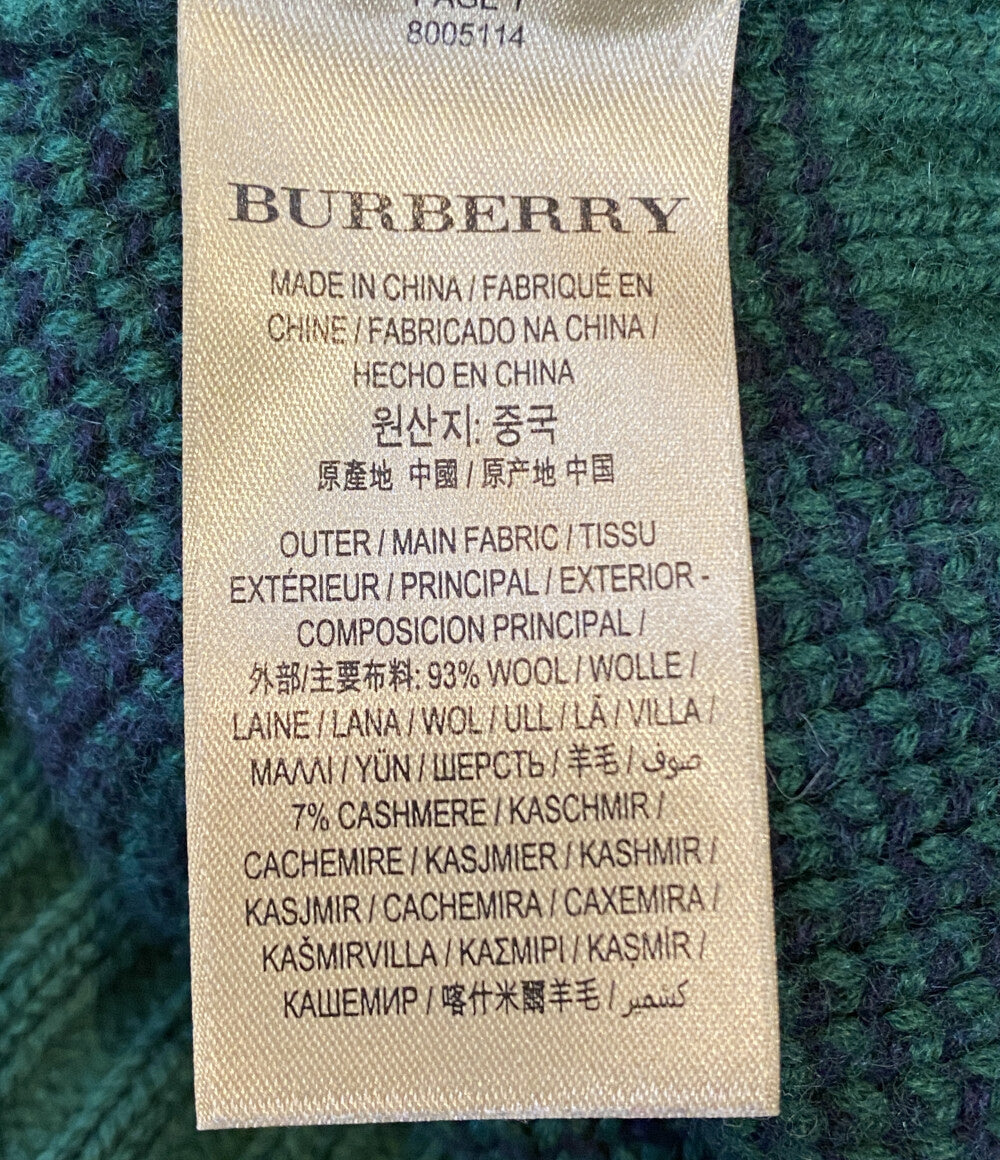 PAGE 1
8005114
BURBERRY
MADE IN CHINA / FABRIQUÉ EN
CHINE / FABRICADO NA CHINA /
HECHO EN CHINA
원산지: 중국
原產地 中國 / 原产地 中国
OUTER / MAIN FABRIC / TISSU
EXTÉRIEUR / PRINCIPAL / EXTERIOR -
COMPOSICION PRINCIPAL /
外部/主要布料: 93% WOOL / WOLLE /
LAINE / LANA / WOL / ULL / LÃ / VILLA /
ΜΑΛΛΙ / YÜN / ШЕРСТЬ / 羊毛 / صوف
7% CASHMERE / KASCHMIR /
CACHEMIRE / KASJMIER / KASHMIR /
KASJMIR / CACHEMIRA / CAXEMIRA /
KAŠMIRVILLA / ΚΑΣΜΙΡΙ / KAŞMİR /
КАШЕМИР / 喀什米爾羊毛 / كشمير